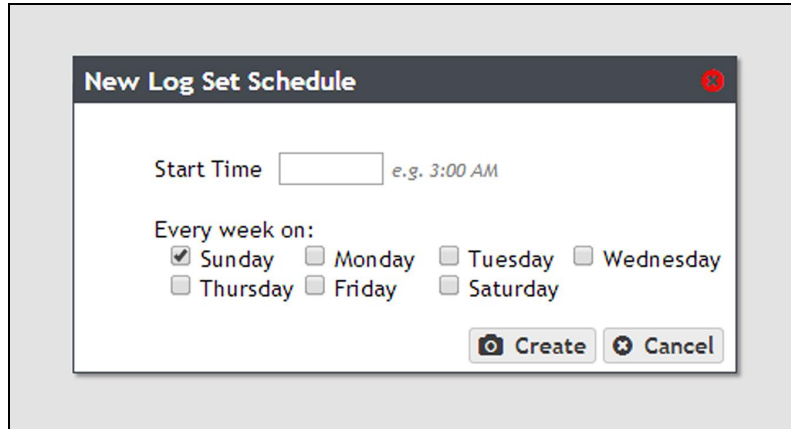 New Log Set Schedule
Start Time e.g. 3:00 AM
Every week on:
Sunday Monday Tuesday Wednesday
Thursday Friday Saturday
Create Cancel